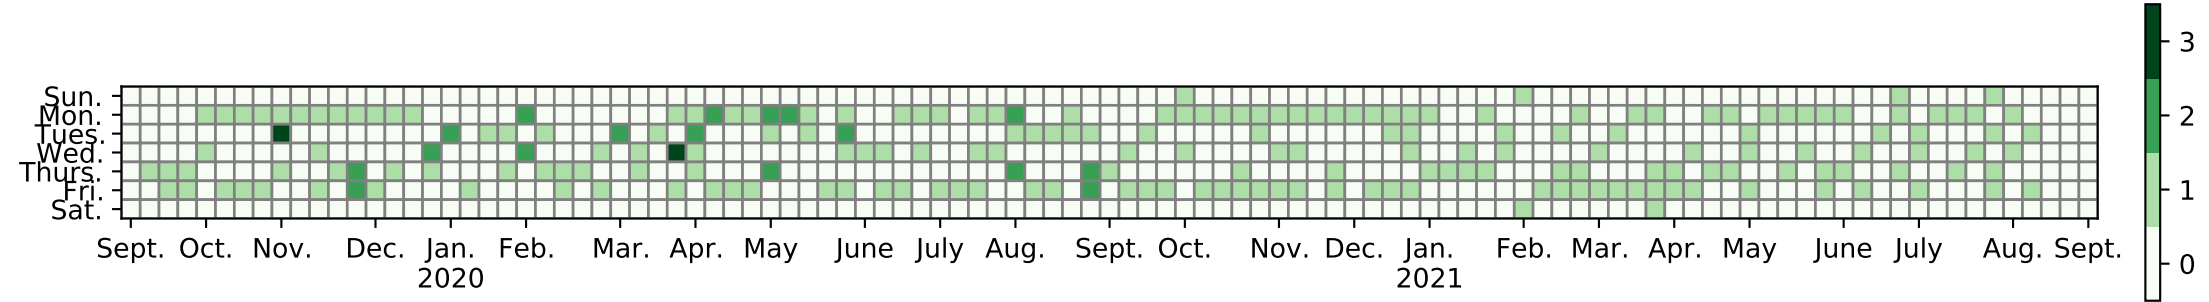 3
Sun.
Mon.
2
Tues.
Wed.
Thurs.
Fri.
1
Sat.
Sept. Oct. Nov. Dec. Jan. Feb. Mar. Apr. May June July Aug. Sept. Oct. Nov. Dec. Jan. Feb. Mar. Apr. May June July Aug. Sept.
0
2020 2021